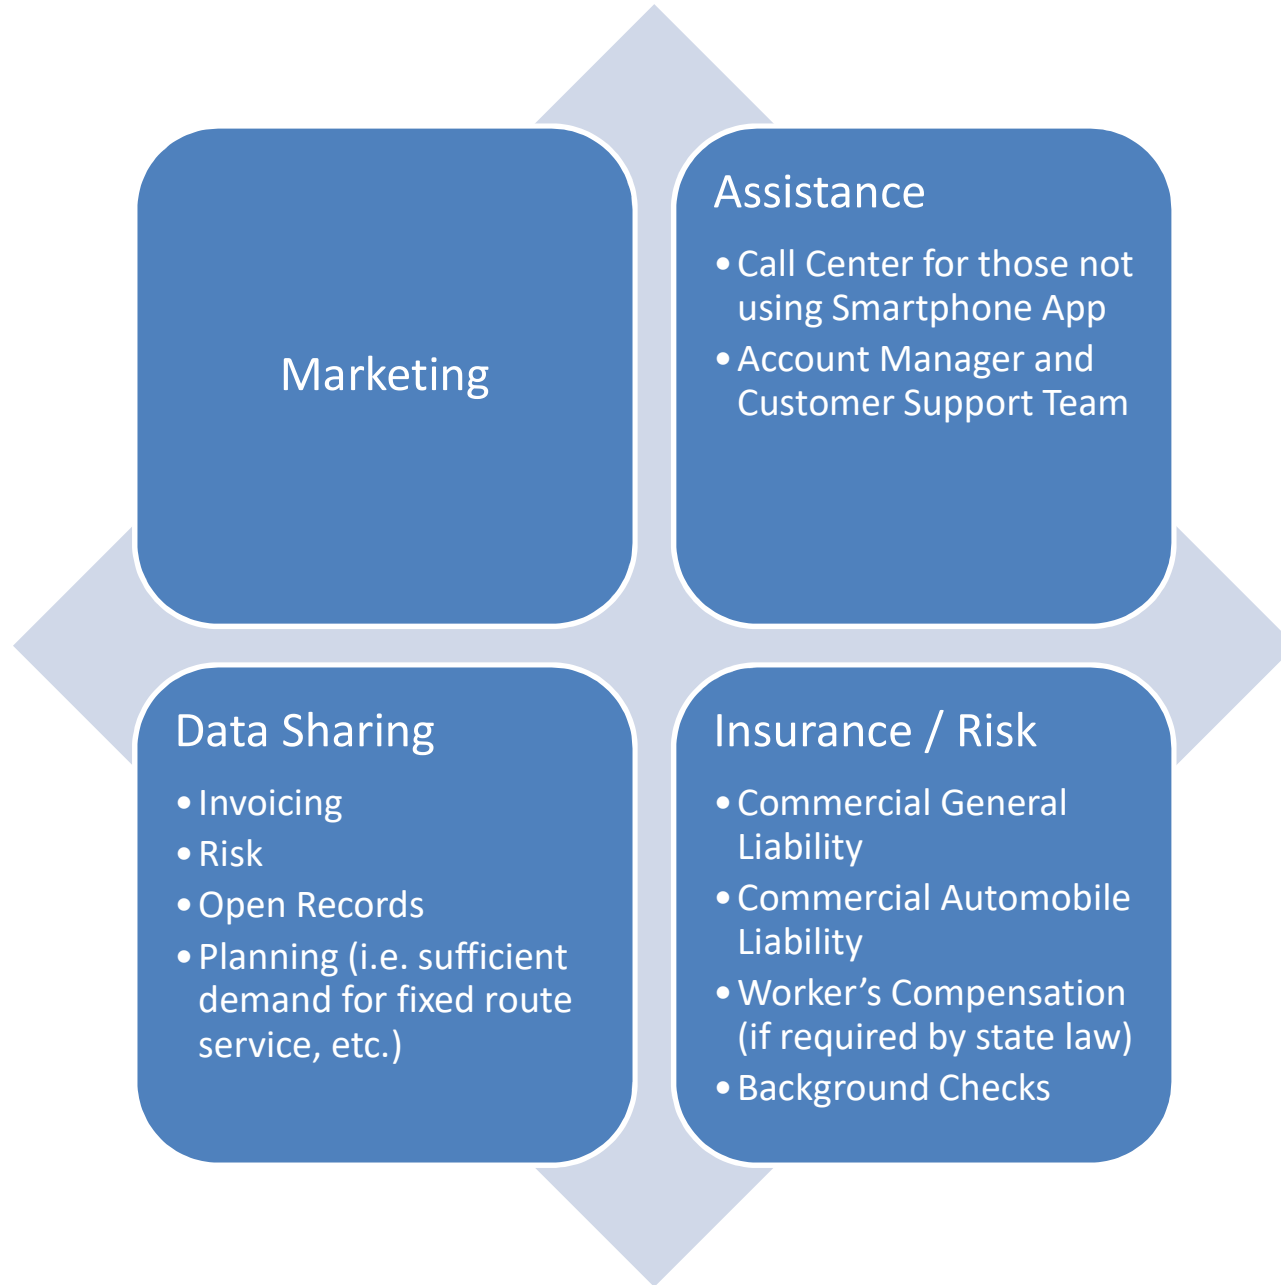 Marketing
Assistance
• Call Center for those not
using Smartphone App
• Account Manager and
Customer Support Team
Data Sharing
• Invoicing
• Risk
• Open Records
• Planning (i.e. sufficient
demand for fixed route
service, etc.)
Insurance / Risk
• Commercial General
Liability
• Commercial Automobile
Liability
• Worker’s Compensation
(if required by state law)
• Background Checks